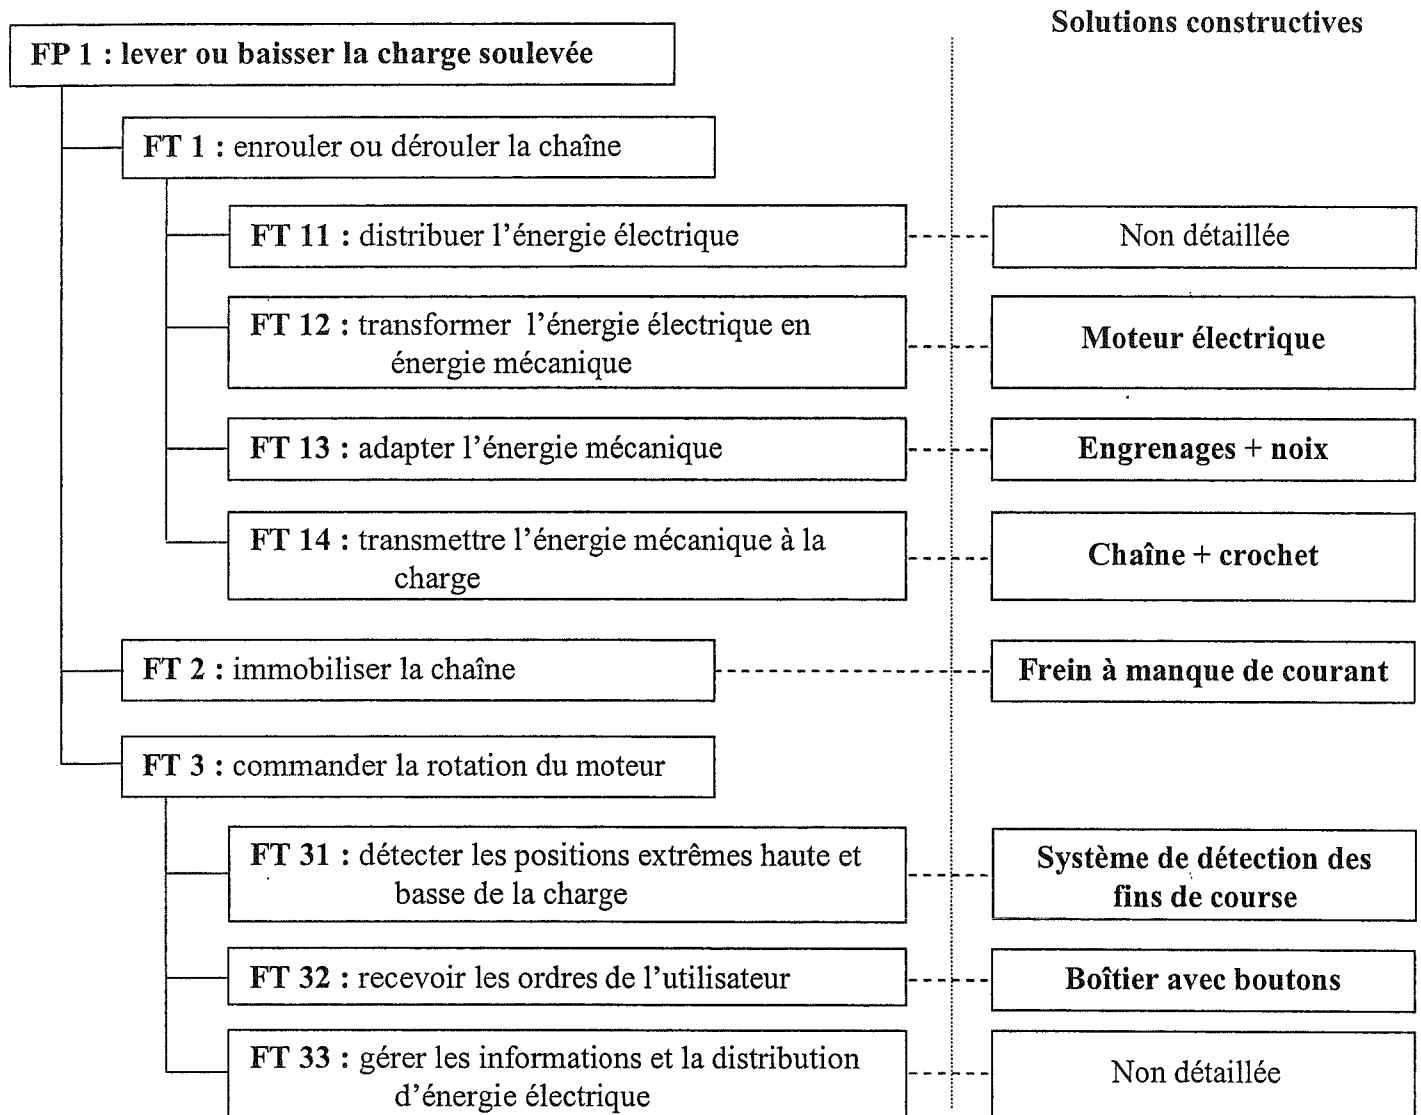 Solutions constructives
FP 1 : lever ou baisser la charge soulevée
FT 1 : enrouler ou dérouler la chaîne
FT 11 : distribuer l'énergie électrique
Non détaillée
FT 12 : transformer l'énergie électrique en
énergie mécanique
Moteur électrique
FT 13 : adapter l'énergie mécanique
Engrenages + noix
FT 14 : transmettre l'énergie mécanique à la
charge
Chaîne + crochet
FT 2 : immobiliser la chaîne
Frein à manque de courant
FT 3 : commander la rotation du moteur
FT 31 : détecter les positions extrêmes haute et
basse de la charge
Système de détection des
fins de course
FT 32 : recevoir les ordres de l'utilisateur
Boîtier avec boutons
FT 33 : gérer les informations et la distribution
d'énergie électrique
Non détaillée